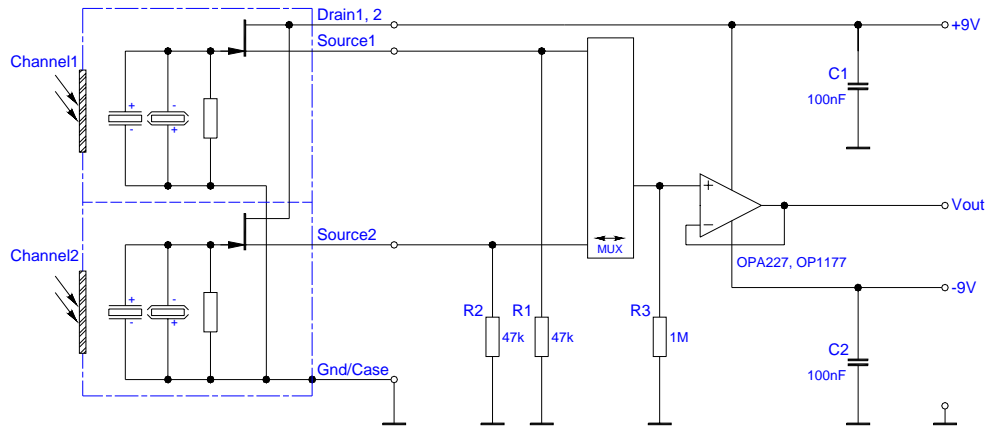 Drain1, 2
+9V
Source1
Channel1
C1
100nF
+
-
-
+
+
−
Vout
Source2
MUX
OPA227, OP1177
Channel2
-9V
+
-
-
+
R2
47k
R1
47k
R3
1M
C2
100nF
Gnd/Case